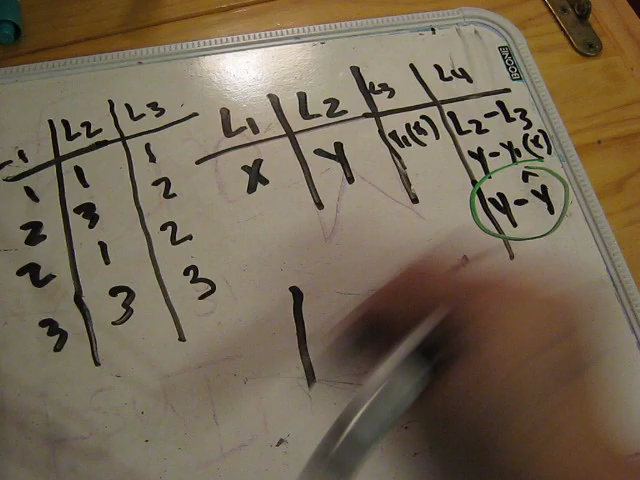 L1 L2 L3
1 1 1
2 3 2
2 1 2
3 3 3
L1 L2 L3 L4
X Y Y1(X) L2-L3
Y-Y1(X)
Y-Ŷ
BOONE